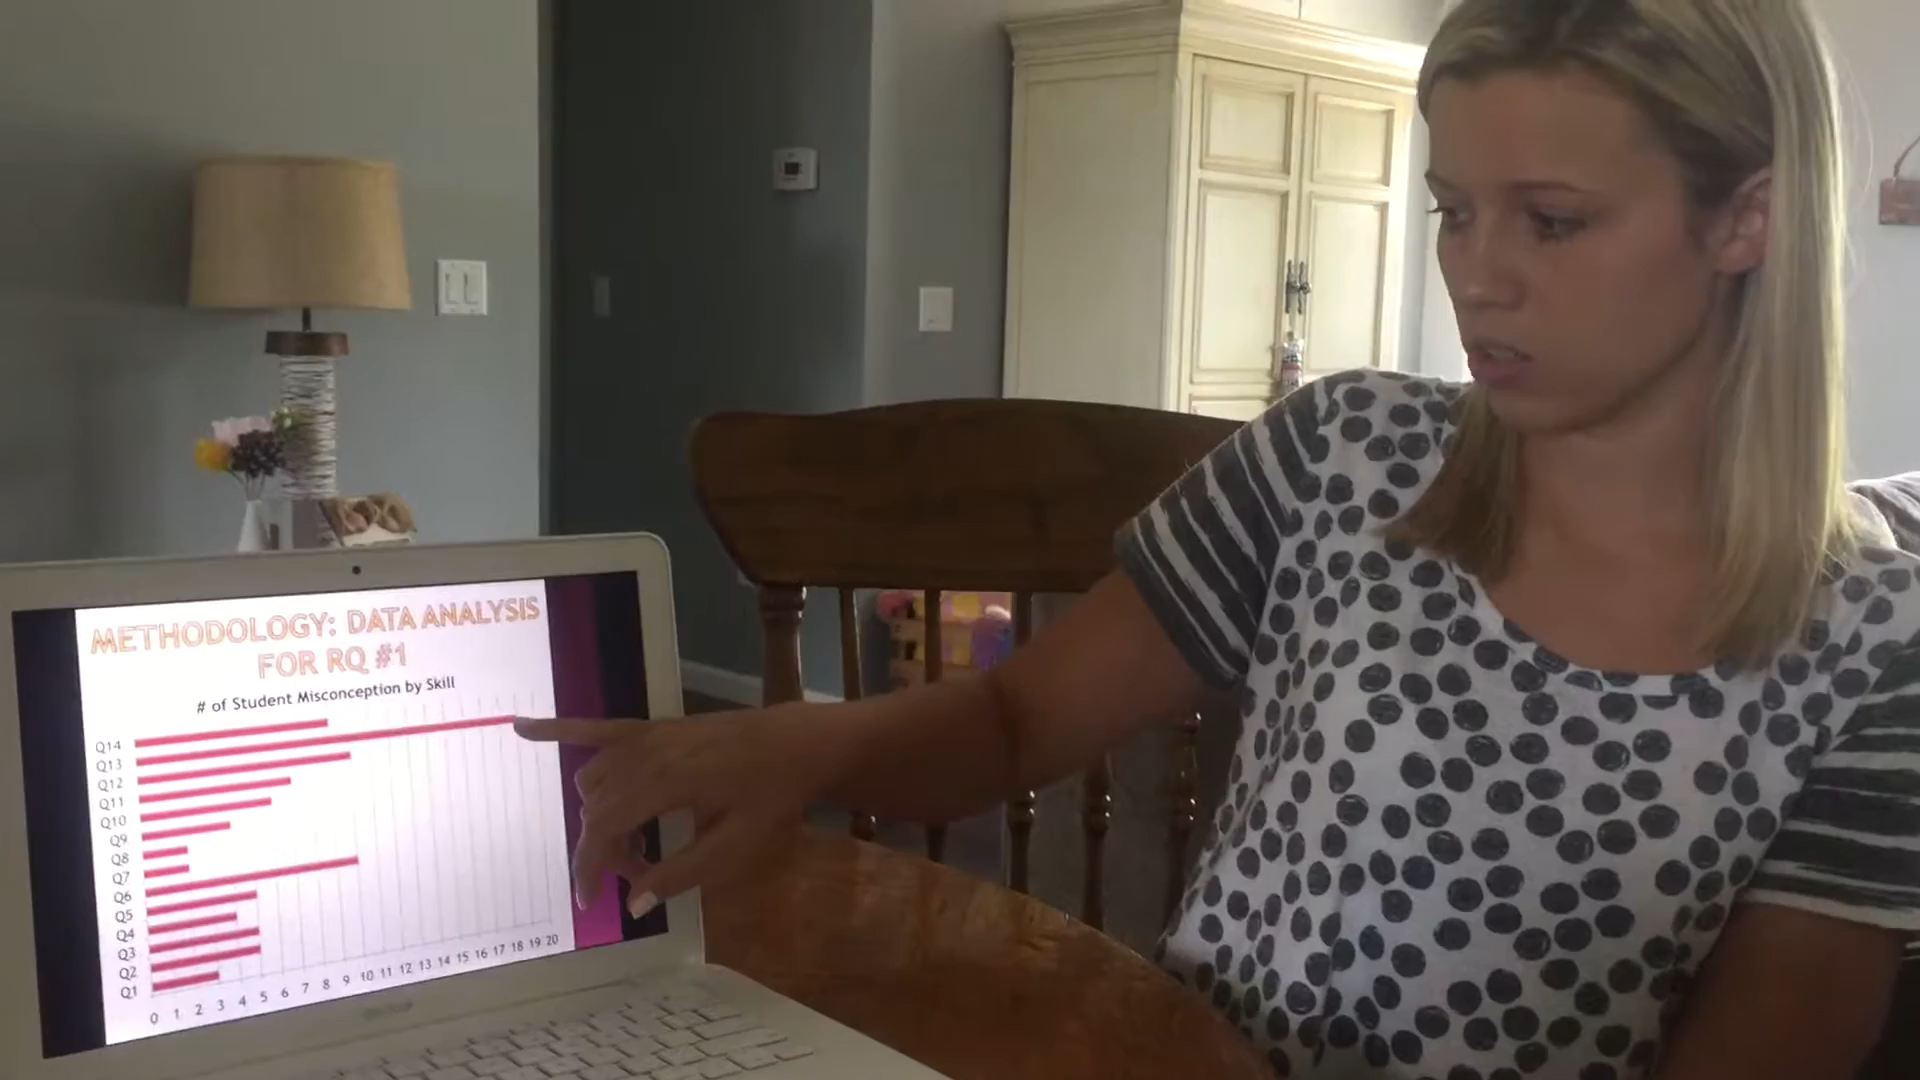 METHODOLOGY: DATA ANALYSIS
FOR RQ #1
# of Student Misconception by Skill
Q14
Q13
Q12
Q11
Q10
Q9
Q8
Q7
Q6
Q5
Q4
Q3
Q2
Q1
0 1 2 3 4 5 6 7 8 9 10 11 12 13 14 15 16 17 18 19 20